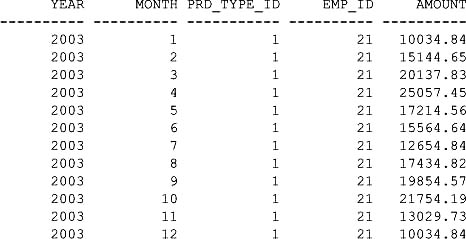 YEAR MONTH PRD_TYPE_ID EMP_ID AMOUNT
---------- ---------- ----------- ---------- ----------
2003 1 1 21 10034.84
2003 2 1 21 15144.65
2003 3 1 21 20137.83
2003 4 1 21 25057.45
2003 5 1 21 17214.56
2003 6 1 21 15564.64
2003 7 1 21 12654.84
2003 8 1 21 17434.82
2003 9 1 21 19854.57
2003 10 1 21 21754.19
2003 11 1 21 13029.73
2003 12 1 21 10034.84